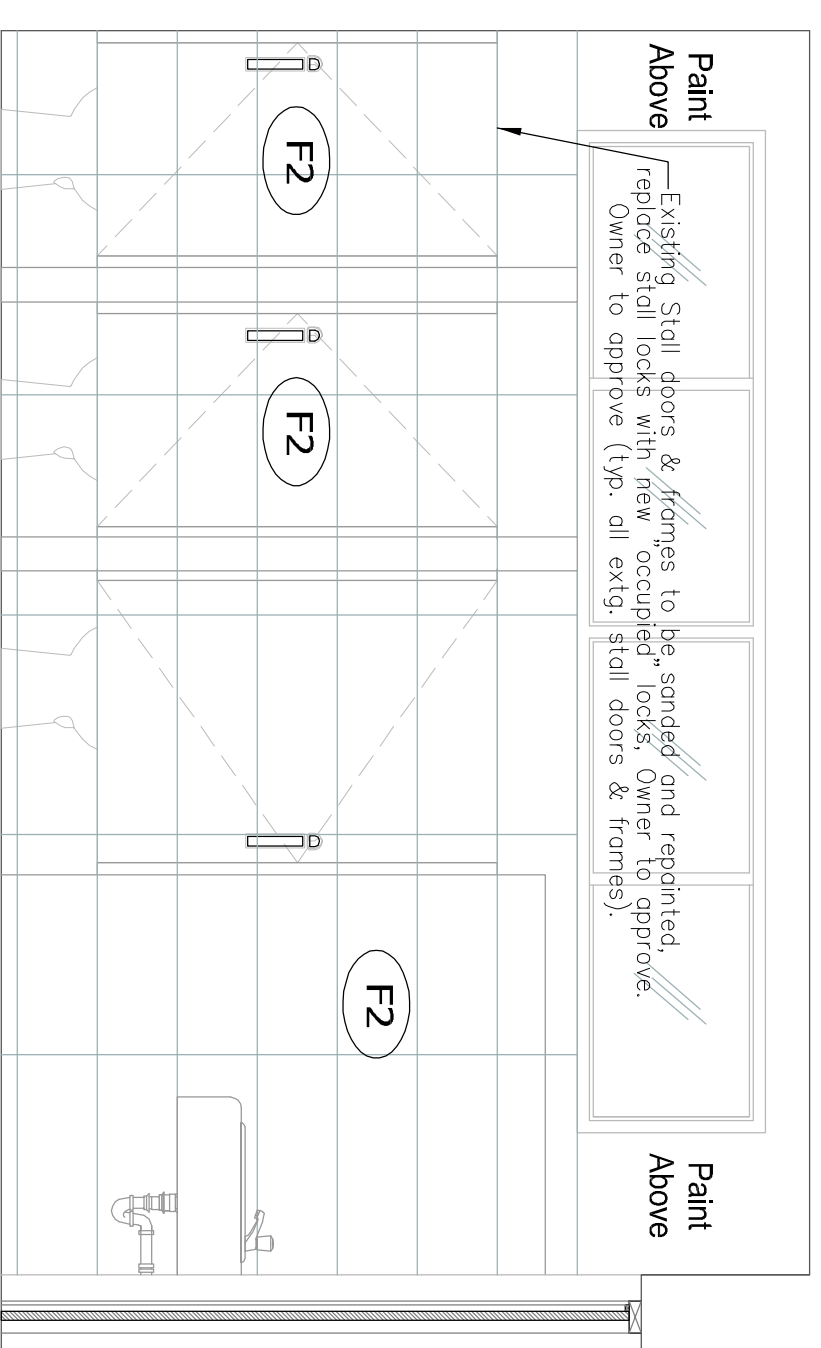 Paint
Above
Existing Stall doors & frames to be sanded and repainted,
replace stall locks with new "occupied" locks, Owner to approve.
Owner to approve (typ. all extg. stall doors & frames).
Paint
Above
F2
F2
F2